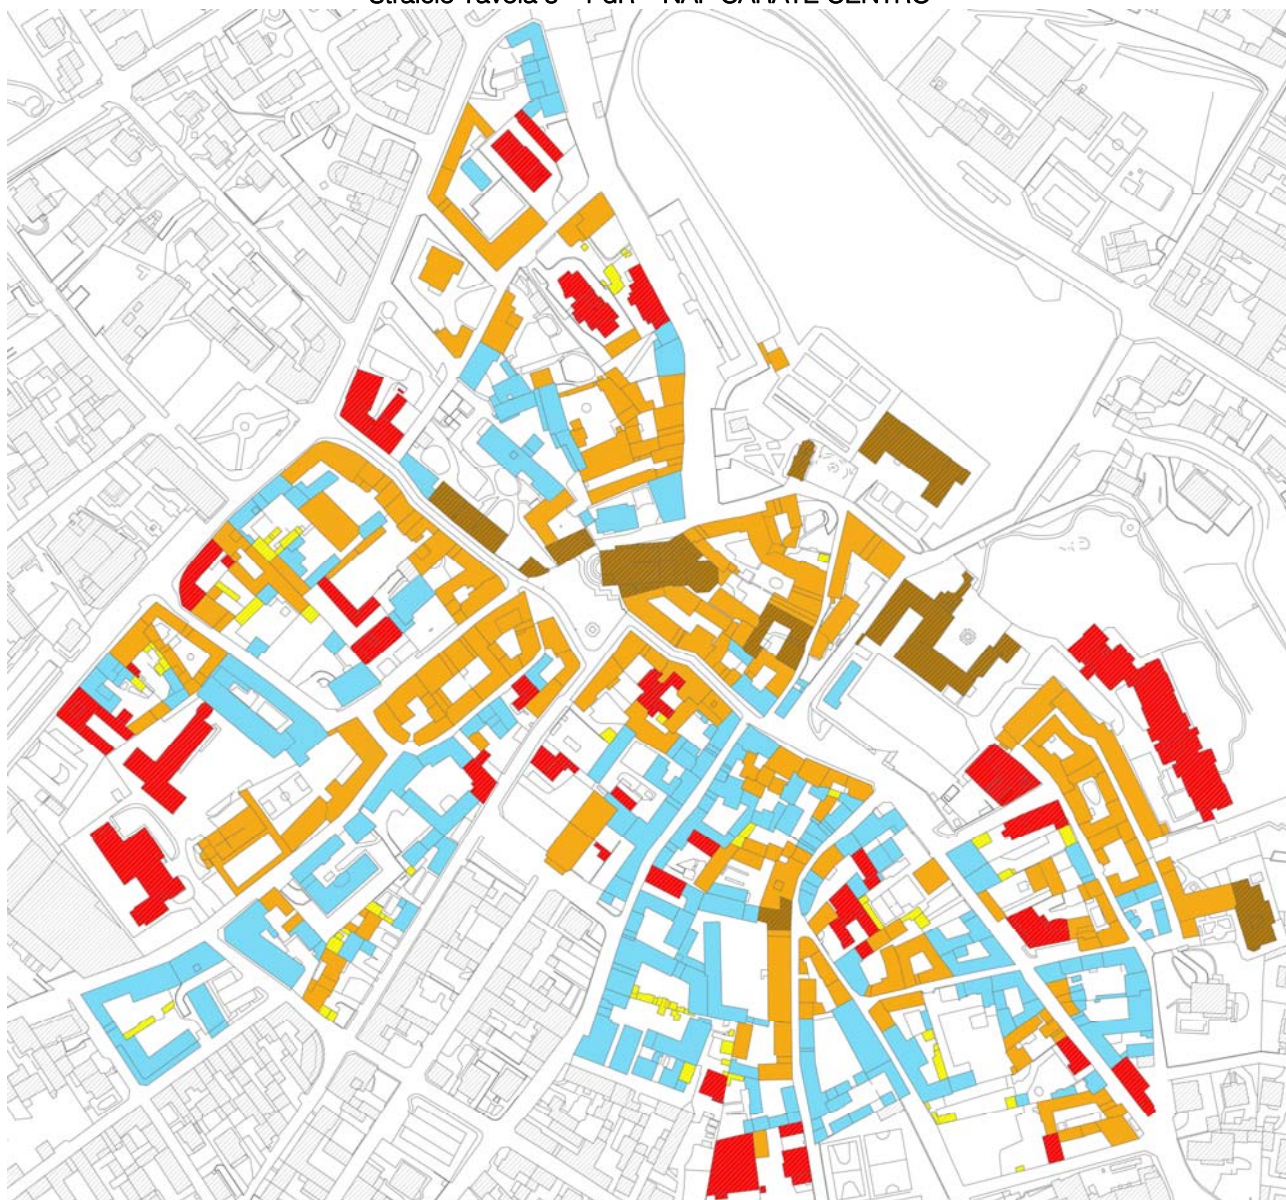 Stralcio Tavola 8 – PdR – NAF CARATE CENTRO